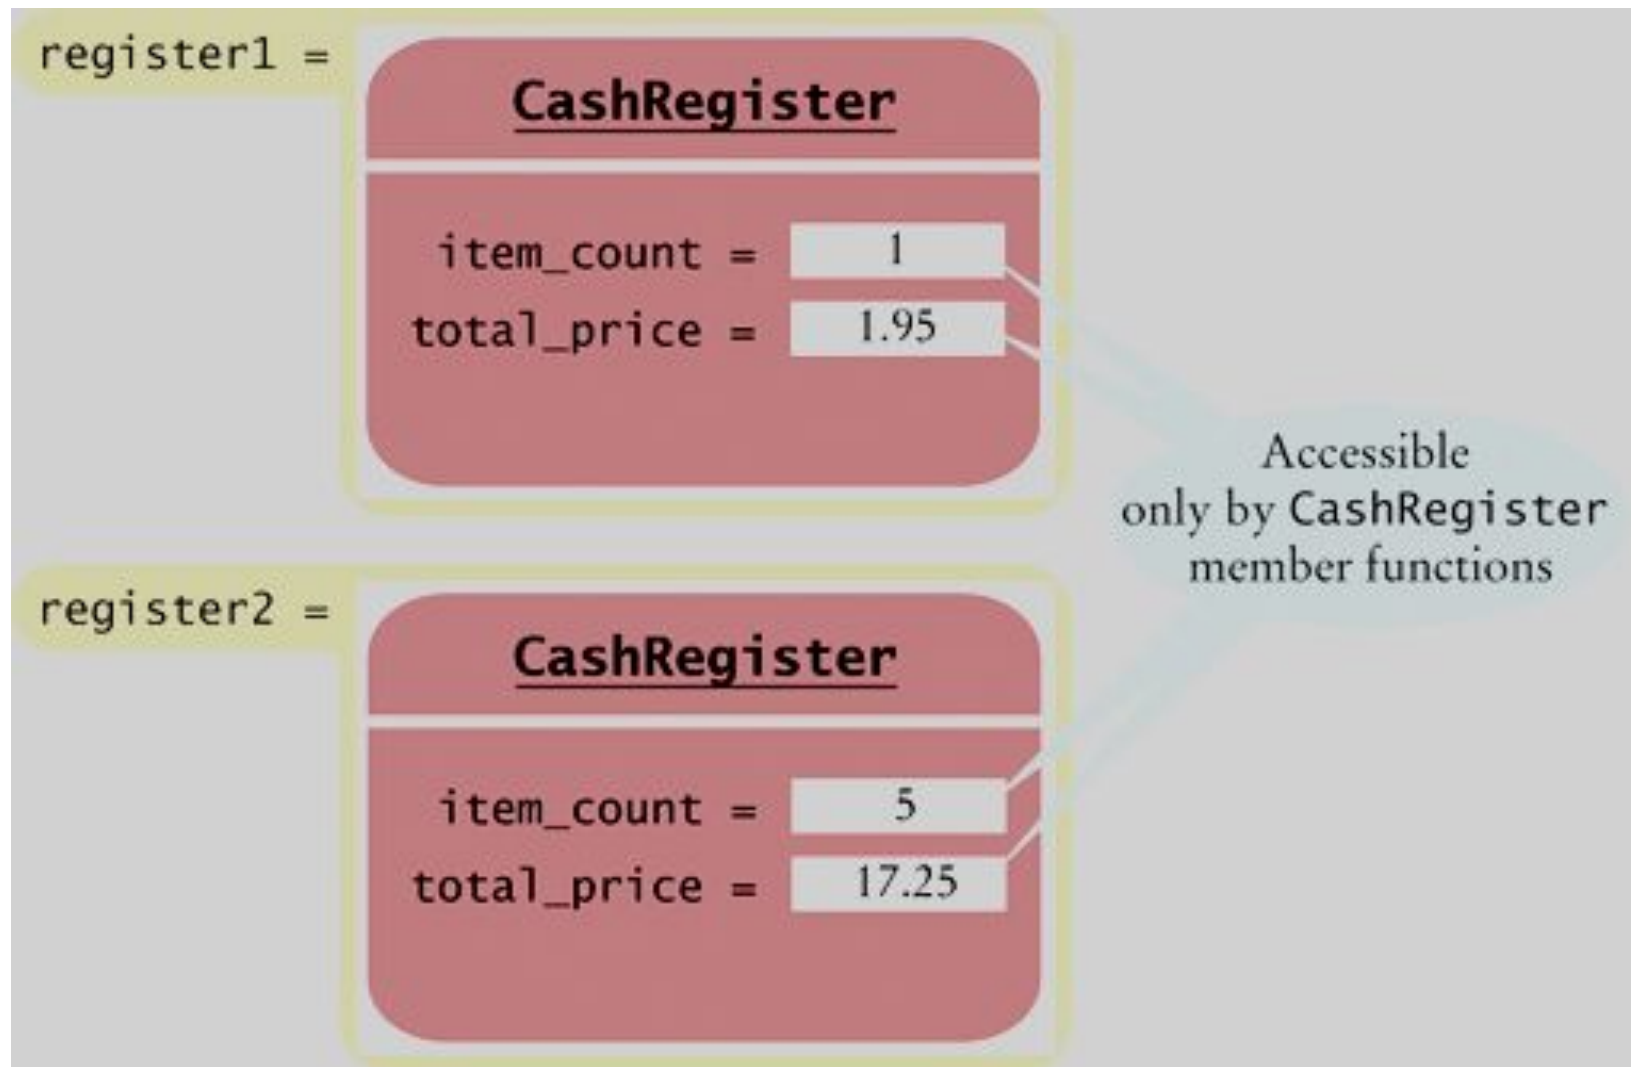 register1 =
CashRegister
item_count = 1
total_price = 1.95
Accessible
only by CashRegister
member functions
register2 =
CashRegister
item_count = 5
total_price = 17.25